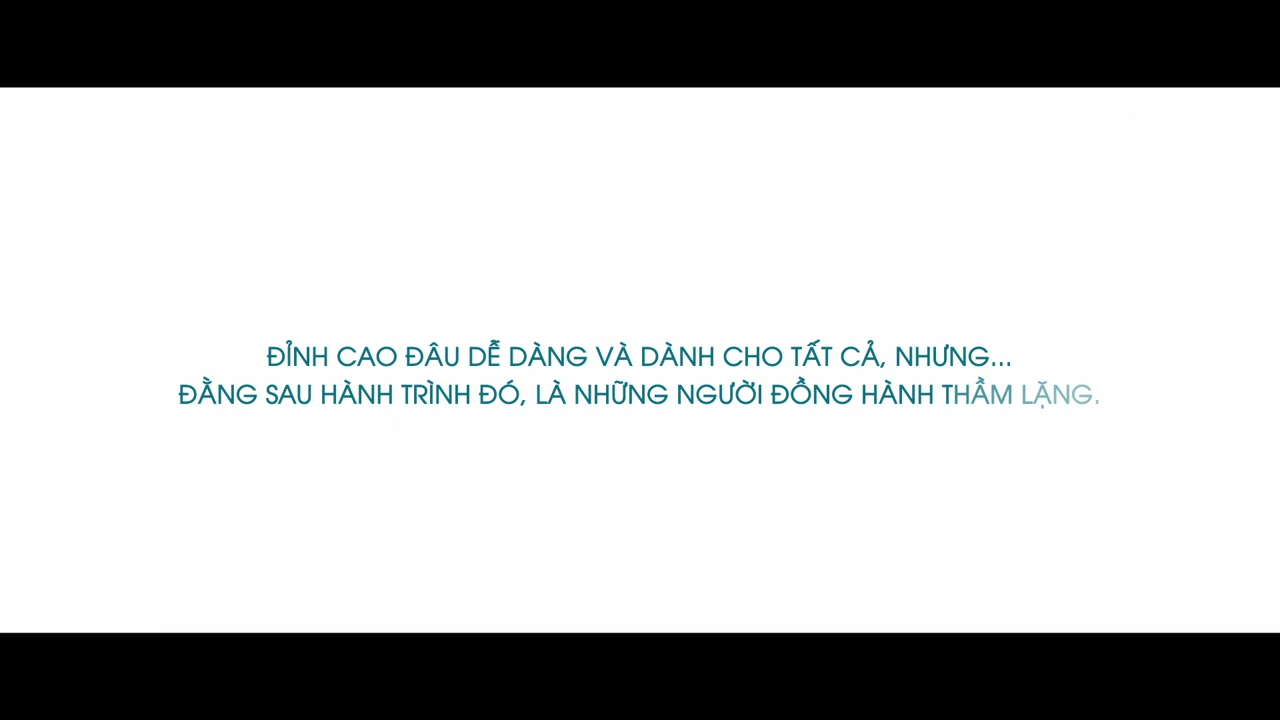 ĐỈNH CAO ĐÂU DỄ DÀNG VÀ DÀNH CHO TẤT CẢ, NHƯNG...
ĐẰNG SAU HÀNH TRÌNH ĐÓ, LÀ NHỮNG NGƯỜI ĐỒNG HÀNH THẦM LẶNG.